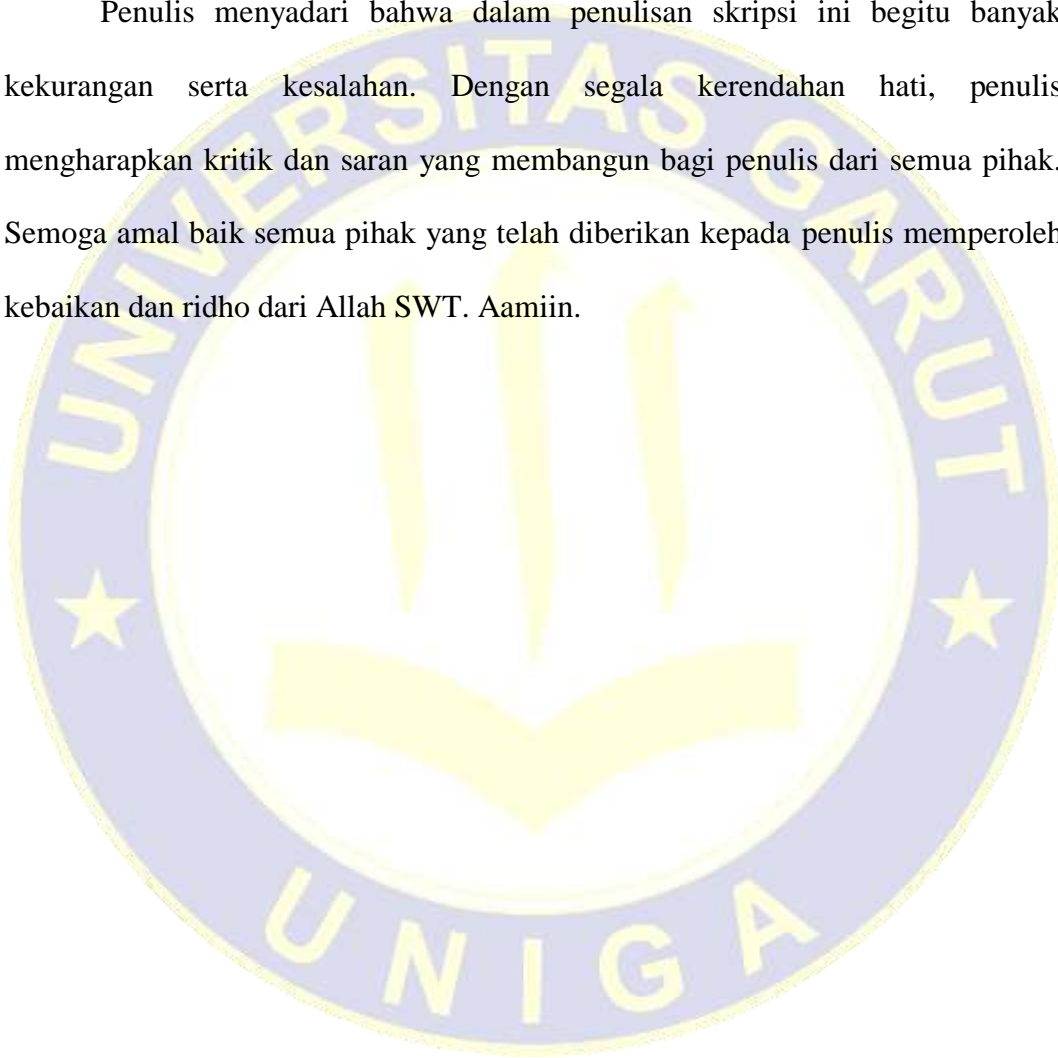 Penulis menyadari bahwa dalam penulisan skripsi ini begitu banyak
kekurangan serta kesalahan. Dengan segala kerendahan hati, penulis
mengharapkan kritik dan saran yang membangun bagi penulis dari semua pihak.
Semoga amal baik semua pihak yang telah diberikan kepada penulis memperoleh
kebaikan dan ridho dari Allah SWT. Aamiin.
UNIVERSITAS GARUT
UNIGA